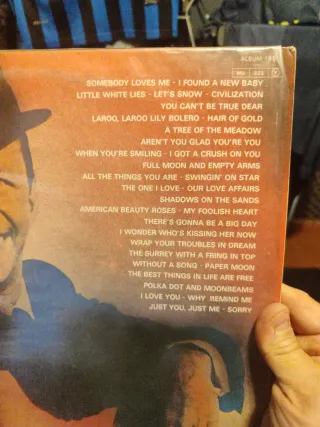 ALBUM 163
SOMEBODY LOVES ME · I FOUND A NEW BABY
LITTLE WHITE LIES · LET'S SNOW · CIVILIZATION
YOU CAN'T BE TRUE DEAR
LAROO, LAROO LILY BOLERO · HAIR OF GOLD
A TREE OF THE MEADOW
AREN'T YOU GLAD YOU'RE YOU
WHEN YOU'RE SMILING · I GOT A CRUSH ON YOU
FULL MOON AND EMPTY ARMS
ALL THE THINGS YOU ARE · SWINGIN' ON STAR
THE ONE I LOVE · OUR LOVE AFFAIRS
SHADOWS ON THE SANDS
AMERICAN BEAUTY ROSES · MY FOOLISH HEART
THERE'S GONNA BE A BIG DAY
I WONDER WHO'S KISSING HER NOW
WRAP YOUR TROUBLES IN DREAM
THE SURREY WITH A FRING IN TOP
WITHOUT A SONG · PAPER MOON
THE BEST THINGS IN LIFE ARE FREE
POLKA DOT AND MOONBEAMS
I LOVE YOU · WHY REMIND ME
JUST YOU, JUST ME · SORRY